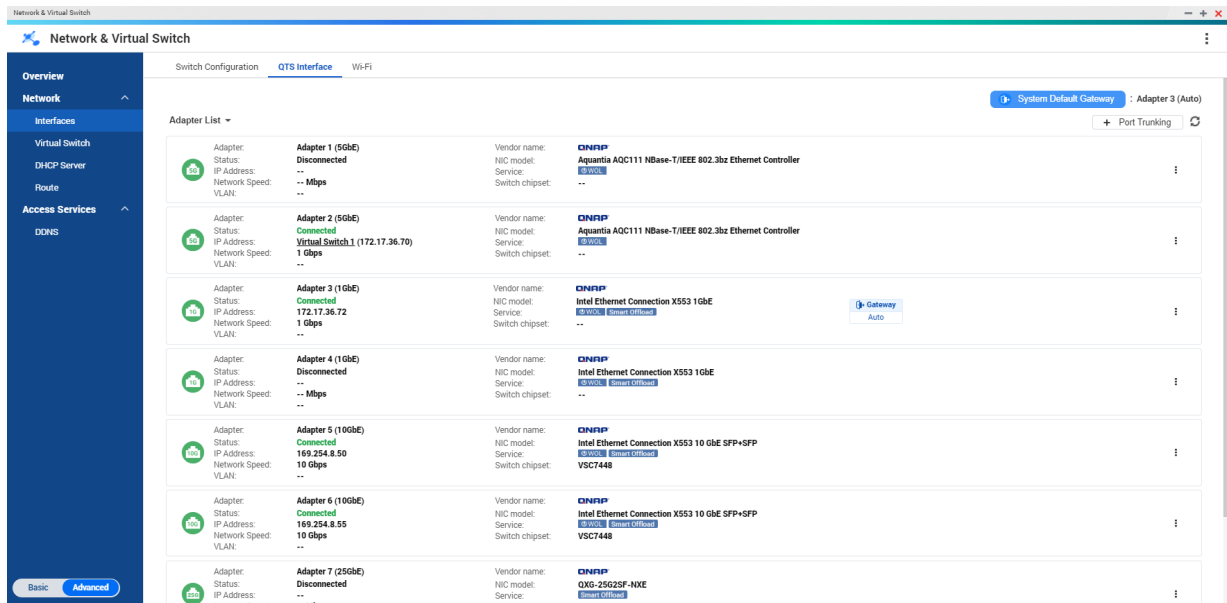 Network & Virtual Switch
Network & Virtual Switch
Overview
Network
Interfaces
Virtual Switch
DHCP Server
Route
Access Services
DDNS
Basic Advanced
Switch Configuration QTS Interface Wi-Fi
System Default Gateway : Adapter 3 (Auto)
Adapter List + Port Trunking
5G
Adapter: Adapter 1 (5GbE) Vendor name: QNAP
Status: Disconnected NIC model: Aquantia AQC111 NBase-T/IEEE 802.3bz Ethernet Controller
IP Address: -- Service: WOL
Network Speed: -- Mbps Switch chipset: --
VLAN: --
5G
Adapter: Adapter 2 (5GbE) Vendor name: QNAP
Status: Connected NIC model: Aquantia AQC111 NBase-T/IEEE 802.3bz Ethernet Controller
IP Address: Virtual Switch 1 (172.17.36.70) Service: WOL
Network Speed: 1 Gbps Switch chipset: --
VLAN: --
1G
Adapter: Adapter 3 (1GbE) Vendor name: QNAP
Status: Connected NIC model: Intel Ethernet Connection X553 1GbE Gateway
IP Address: 172.17.36.72 Service: WOL Smart Offload Auto
Network Speed: 1 Gbps Switch chipset: --
VLAN: --
1G
Adapter: Adapter 4 (1GbE) Vendor name: QNAP
Status: Disconnected NIC model: Intel Ethernet Connection X553 1GbE
IP Address: -- Service: WOL Smart Offload
Network Speed: -- Mbps Switch chipset: --
VLAN: --
10G
Adapter: Adapter 5 (10GbE) Vendor name: QNAP
Status: Connected NIC model: Intel Ethernet Connection X553 10 GbE SFP+SFP
IP Address: 169.254.8.50 Service: WOL Smart Offload
Network Speed: 10 Gbps Switch chipset: VSC7448
VLAN: --
10G
Adapter: Adapter 6 (10GbE) Vendor name: QNAP
Status: Connected NIC model: Intel Ethernet Connection X553 10 GbE SFP+SFP
IP Address: 169.254.8.55 Service: WOL Smart Offload
Network Speed: 10 Gbps Switch chipset: VSC7448
VLAN: --
25G
Adapter: Adapter 7 (25GbE) Vendor name: QNAP
Status: Disconnected NIC model: QXG-25G2SF-NXE
IP Address: -- Service: Smart Offload